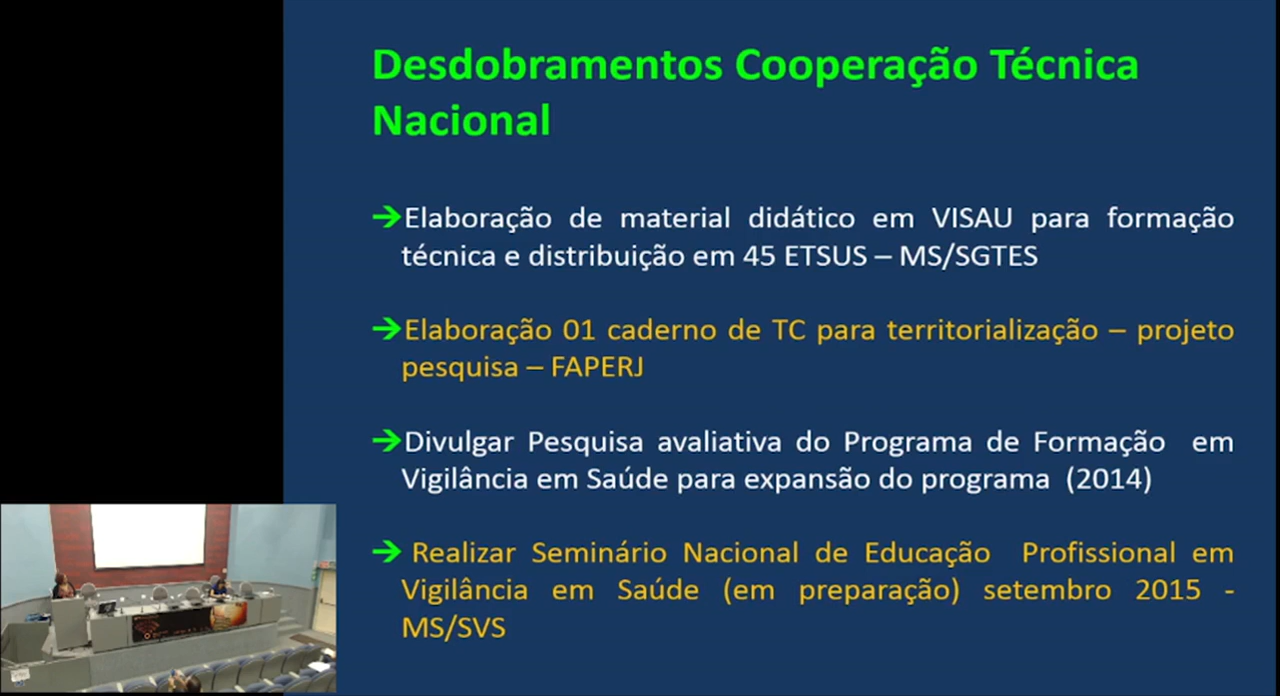 Desdobramentos Cooperação Técnica
Nacional
➔Elaboração de material didático em VISAU para formação
técnica e distribuição em 45 ETSUS – MS/SGTES
➔Elaboração 01 caderno de TC para territorialização – projeto
pesquisa – FAPERJ
➔Divulgar Pesquisa avaliativa do Programa de Formação em
Vigilância em Saúde para expansão do programa (2014)
➔ Realizar Seminário Nacional de Educação Profissional em
Vigilância em Saúde (em preparação) setembro 2015 -
MS/SVS